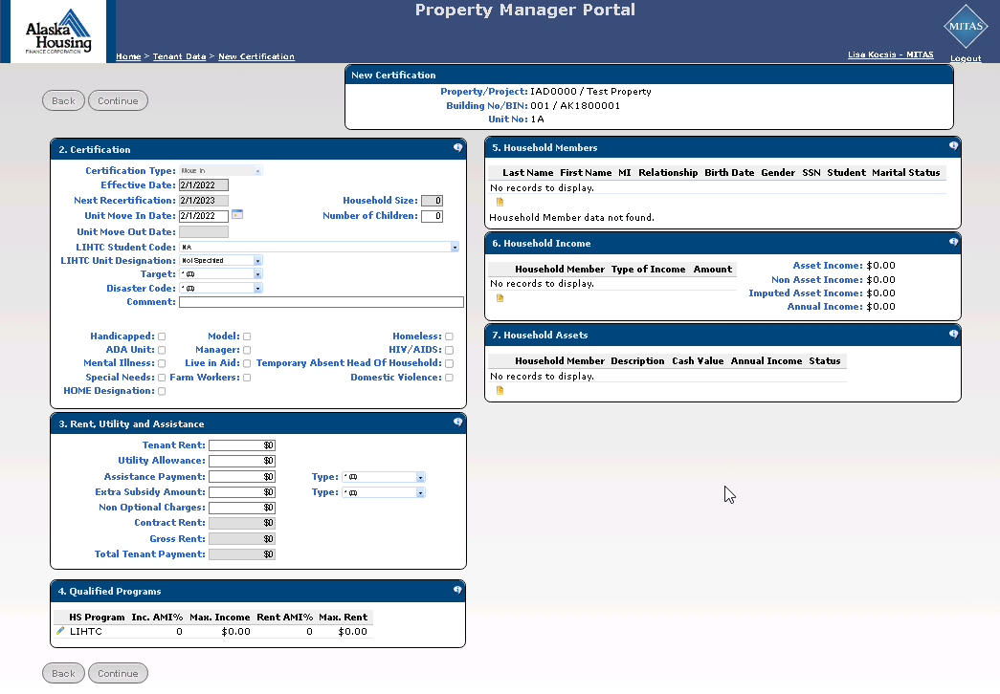 Property Manager Portal
Alaska
Housing
FINANCE CORPORATION
MITAS
Home > Tenant Data > New Certification
Lisa Kocsis - MITAS
Logout
New Certification
Property/Project: IAD0000 / Test Property
Building No/BIN: 001 / AK1800001
Unit No: 1A
Back Continue
2. Certification
Certification Type: Move In
Effective Date: 2/1/2022
Next Recertification: 2/1/2023 Household Size: 0
Unit Move In Date: 2/1/2022 Number of Children: 0
Unit Move Out Date:
LIHTC Student Code: NA
LIHTC Unit Designation: Not Specified
Target: * (0)
Disaster Code: * (0)
Comment:
Handicapped: Model: Homeless:
ADA Unit: Manager: HIV/AIDS:
Mental Illness: Live in Aid: Temporary Absent Head Of Household:
Special Needs: Farm Workers: Domestic Violence:
HOME Designation:
3. Rent, Utility and Assistance
Tenant Rent: $0
Utility Allowance: $0
Assistance Payment: $0 Type: * (0)
Extra Subsidy Amount: $0 Type: * (0)
Non Optional Charges: $0
Contract Rent: $0
Gross Rent: $0
Total Tenant Payment: $0
4. Qualified Programs
HS Program Inc. AMI% Max. Income Rent AMI% Max. Rent
LIHTC 0 $0.00 0 $0.00
5. Household Members
Last Name First Name MI Relationship Birth Date Gender SSN Student Marital Status
No records to display.
Household Member data not found.
6. Household Income
Household Member Type of Income Amount
No records to display.
Asset Income: $0.00
Non Asset Income: $0.00
Imputed Asset Income: $0.00
Annual Income: $0.00
7. Household Assets
Household Member Description Cash Value Annual Income Status
No records to display.
Back Continue